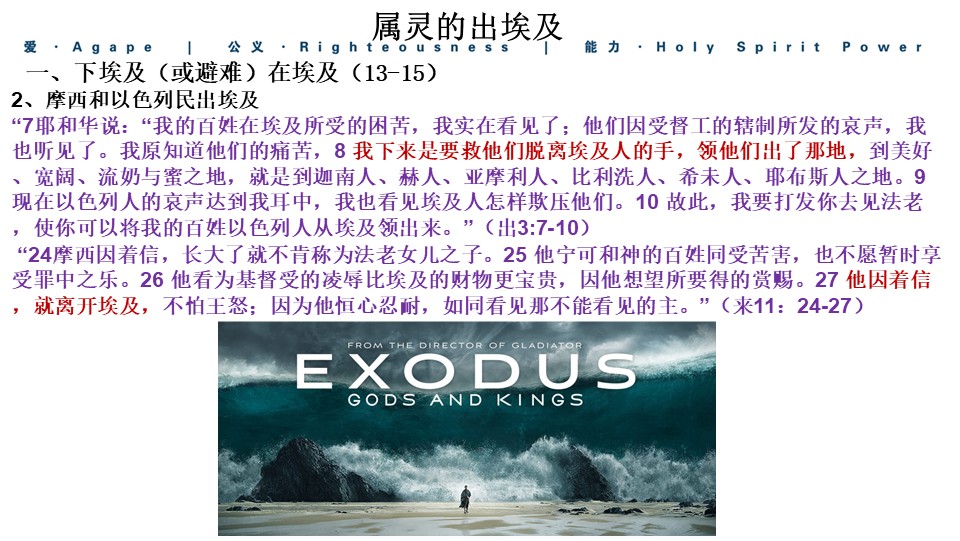 属灵的出埃及
爱 · Agape | 公义 · Righteousness | 能力 · Holy Spirit Power
一、下埃及（或避难）在埃及（13-15）
2、摩西和以色列民出埃及
“7耶和华说：“我的百姓在埃及所受的困苦，我实在看见了；他们因受督工的辖制所发的哀声，我
也听见了。我原知道他们的痛苦，8 我下来是要救他们脱离埃及人的手，领他们出了那地，到美好
、宽阔、流奶与蜜之地，就是到迦南人、赫人、亚摩利人、比利洗人、希未人、耶布斯人之地。9
现在以色列人的哀声达到我耳中，我也看见埃及人怎样欺压他们。10 故此，我要打发你去见法老
，使你可以将我的百姓以色列人从埃及领出来。”（出3:7-10）
“24摩西因着信，长大了就不肯称为法老女儿之子。25 他宁可和神的百姓同受苦害，也不愿暂时享
受罪中之乐。26 他看为基督受的凌辱比埃及的财物更宝贵，因他想望所要得的赏赐。27 他因着信
，就离开埃及，不怕王怒；因为他恒心忍耐，如同看见那不能看见的主。”（来11：24-27）
FROM THE DIRECTOR OF GLADIATOR
EXODUS
GODS AND KINGS